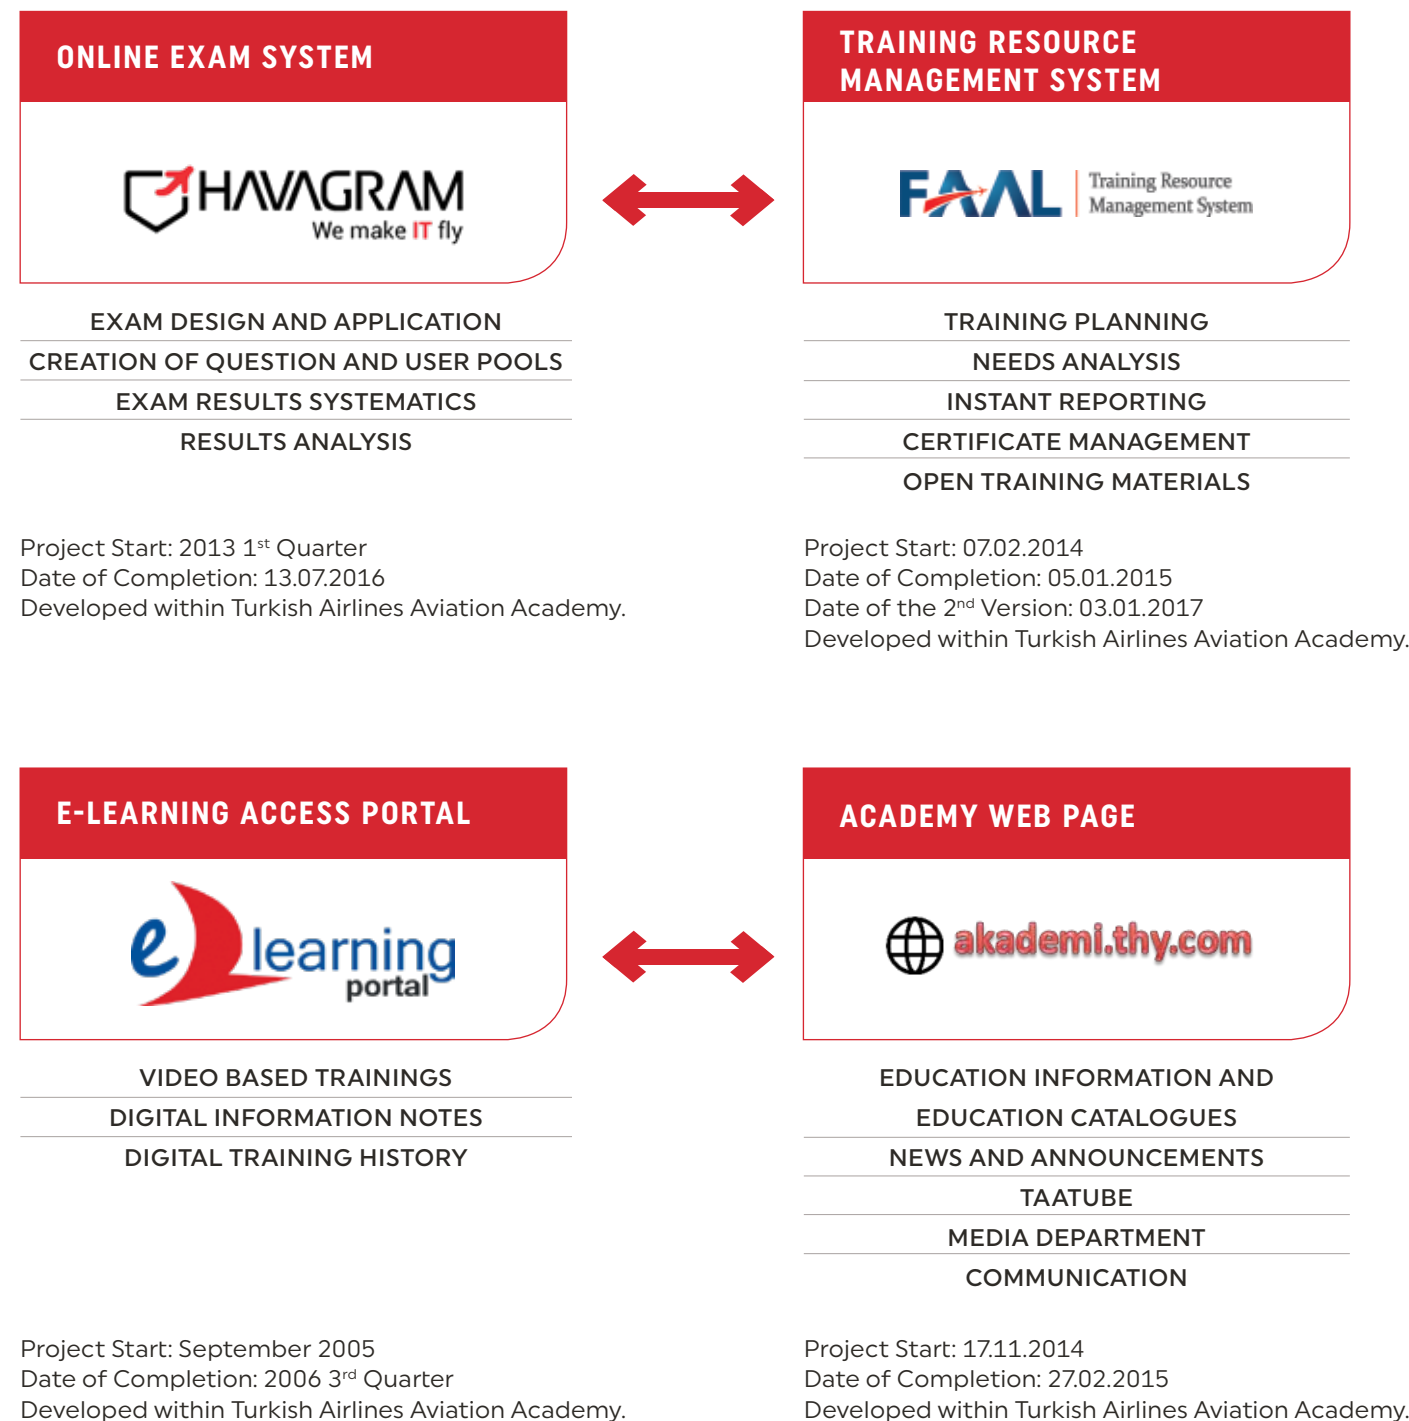 ONLINE EXAM SYSTEM
HAVAGRAM
We make IT fly
EXAM DESIGN AND APPLICATION
CREATION OF QUESTION AND USER POOLS
EXAM RESULTS SYSTEMATICS
RESULTS ANALYSIS
Project Start: 2013 1st Quarter
Date of Completion: 13.07.2016
Developed within Turkish Airlines Aviation Academy.
TRAINING RESOURCE
MANAGEMENT SYSTEM
FAAL
Training Resource
Management System
TRAINING PLANNING
NEEDS ANALYSIS
INSTANT REPORTING
CERTIFICATE MANAGEMENT
OPEN TRAINING MATERIALS
Project Start: 07.02.2014
Date of Completion: 05.01.2015
Date of the 2nd Version: 03.01.2017
Developed within Turkish Airlines Aviation Academy.
E-LEARNING ACCESS PORTAL
e learning
portal
VIDEO BASED TRAININGS
DIGITAL INFORMATION NOTES
DIGITAL TRAINING HISTORY
Project Start: September 2005
Date of Completion: 2006 3rd Quarter
Developed within Turkish Airlines Aviation Academy.
ACADEMY WEB PAGE
akademi.thy.com
EDUCATION INFORMATION AND
EDUCATION CATALOGUES
NEWS AND ANNOUNCEMENTS
TAATUBE
MEDIA DEPARTMENT
COMMUNICATION
Project Start: 17.11.2014
Date of Completion: 27.02.2015
Developed within Turkish Airlines Aviation Academy.